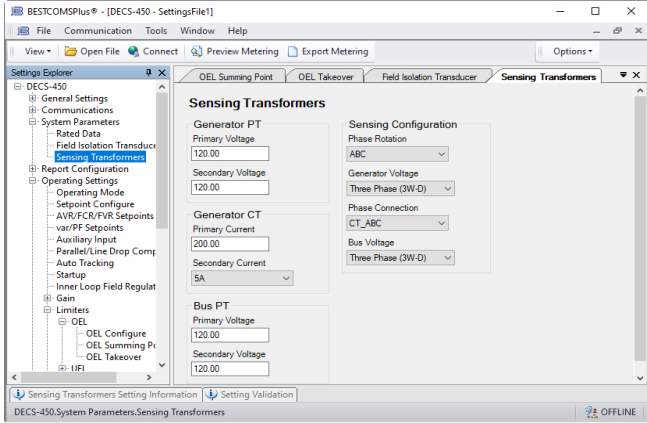 BESTCOMSPlus® - [DECS-450 - SettingsFile1]
File Communication Tools Window Help
View Open File Connect Preview Metering Export Metering Options
Settings Explorer
OEL Summing Point OEL Takeover Field Isolation Transducer Sensing Transformers
DECS-450
General Settings
Communications
System Parameters
Rated Data
Field Isolation Transduce
Sensing Transformers
Report Configuration
Operating Settings
Operating Mode
Setpoint Configure
AVR/FCR/FVR Setpoints
var/PF Setpoints
Auxiliary Input
Parallel/Line Drop Comp
Auto Tracking
Startup
Inner Loop Field Regulat
Gain
Limiters
OEL
OEL Configure
OEL Summing Po
OEL Takeover
UEL
Sensing Transformers
Generator PT
Primary Voltage
120.00
Secondary Voltage
120.00
Generator CT
Primary Current
200.00
Secondary Current
5A
Bus PT
Primary Voltage
120.00
Secondary Voltage
120.00
Sensing Configuration
Phase Rotation
ABC
Generator Voltage
Three Phase (3W-D)
Phase Connection
CT_ABC
Bus Voltage
Three Phase (3W-D)
Sensing Transformers Setting Information Setting Validation
DECS-450.System Parameters.Sensing Transformers OFFLINE